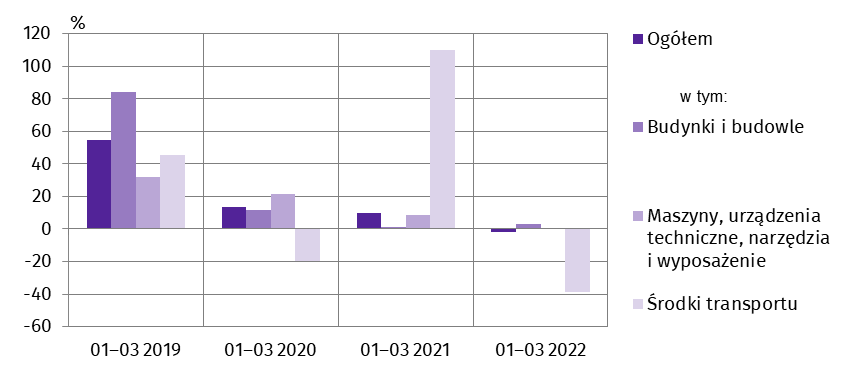 %
120
100
80
60
40
20
0
-20
-40
-60
01–03 2019
01–03 2020
01–03 2021
01–03 2022
Ogółem
w tym:
Budynki i budowle
Maszyny, urządzenia
techniczne, narzędzia
i wyposażenie
Środki transportu